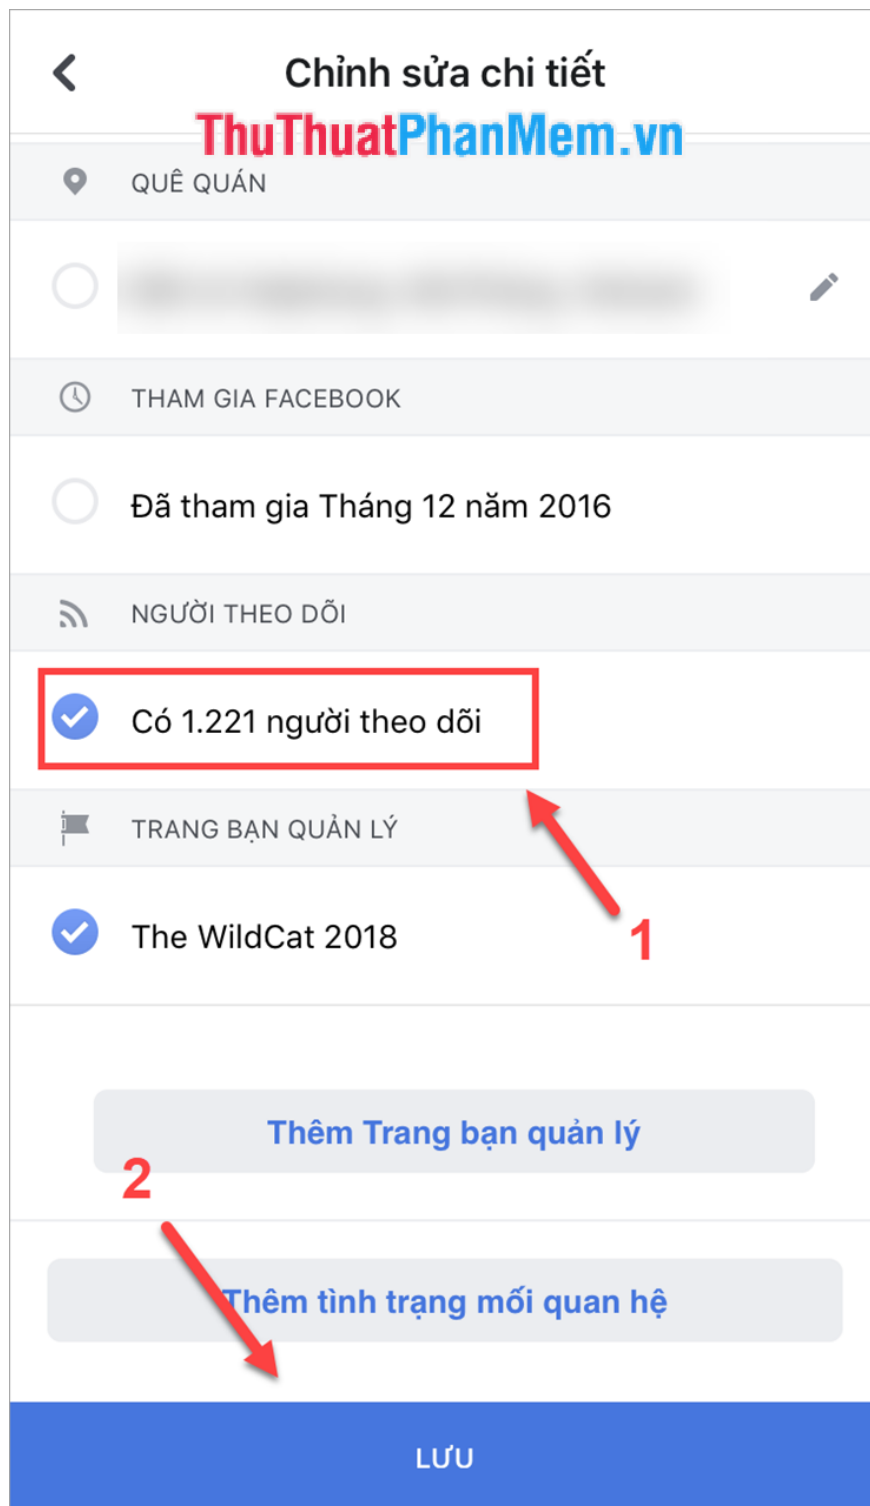 Chỉnh sửa chi tiết
ThuThuatPhanMem.vn
QUÊ QUÁN
THAM GIA FACEBOOK
Đã tham gia Tháng 12 năm 2016
NGƯỜI THEO DÕI
Có 1.221 người theo dõi
TRANG BẠN QUẢN LÝ
The WildCat 2018
1
Thêm Trang bạn quản lý
2
Thêm tình trạng mối quan hệ
LƯU